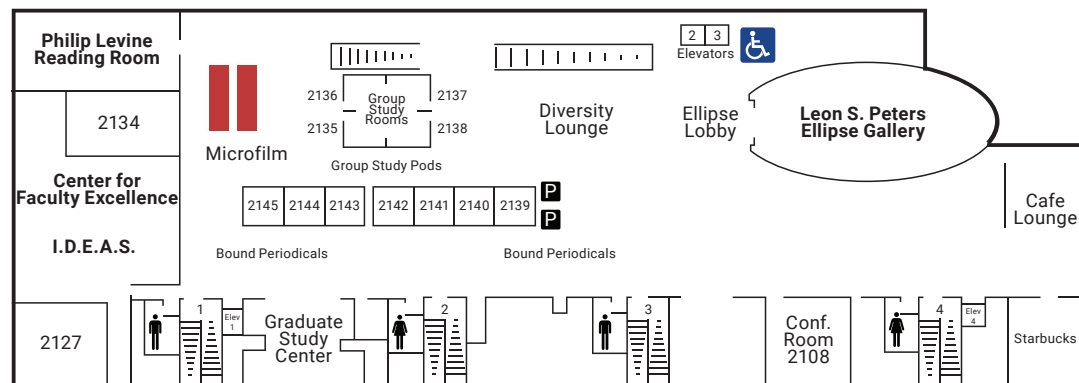 Philip Levine
Reading Room
2134
Center for
Faculty Excellence
I.D.E.A.S.
2127
Microfilm
2136
2135
Group
Study
Rooms
2137
2138
Group Study Pods
2145
2144
2143
2142
2141
2140
2139
P
P
Bound Periodicals
Bound Periodicals
Diversity
Lounge
2
3
Elevators
Ellipse
Lobby
Leon S. Peters
Ellipse Gallery
Cafe
Lounge
1
Elev
1
Graduate
Study
Center
2
3
Conf.
Room
2108
4
Elev
4
Starbucks